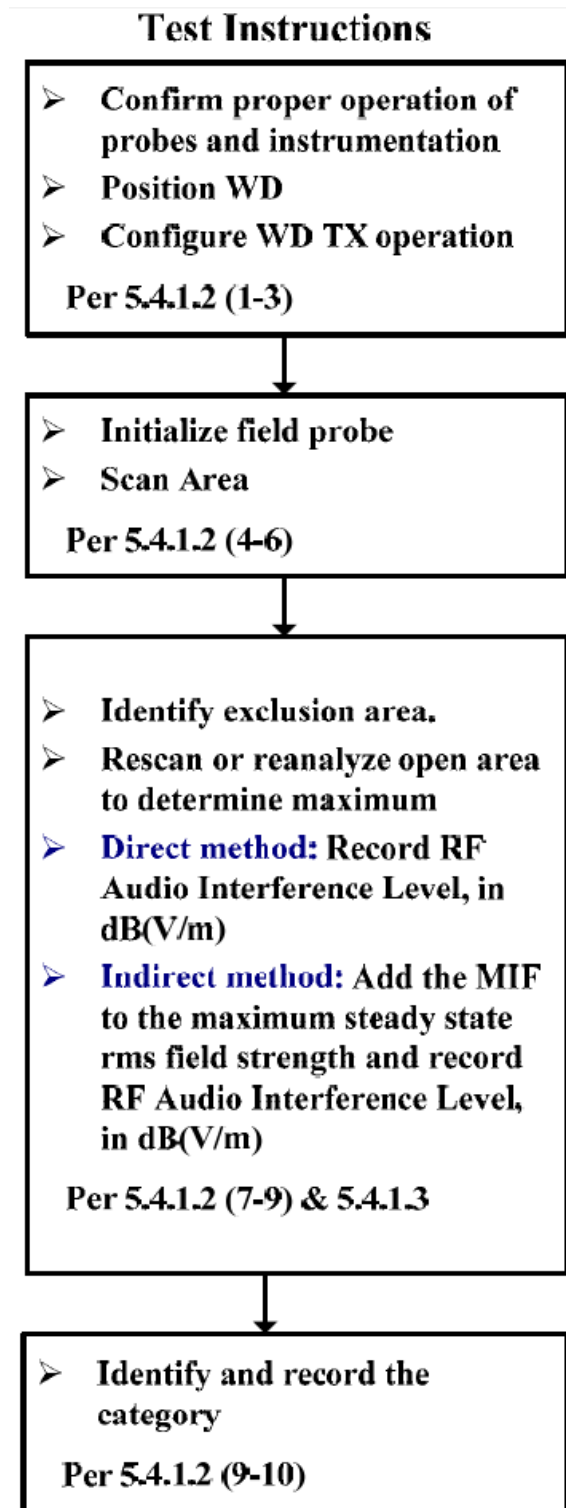 Test Instructions
➢ Confirm proper operation of
probes and instrumentation
➢ Position WD
➢ Configure WD TX operation
Per 5.4.1.2 (1-3)
➢ Initialize field probe
➢ Scan Area
Per 5.4.1.2 (4-6)
➢ Identify exclusion area.
➢ Rescan or reanalyze open area
to determine maximum
➢ Direct method: Record RF
Audio Interference Level, in
dB(V/m)
➢ Indirect method: Add the MIF
to the maximum steady state
rms field strength and record
RF Audio Interference Level,
in dB(V/m)
Per 5.4.1.2 (7-9) & 5.4.1.3
➢ Identify and record the
category
Per 5.4.1.2 (9-10)